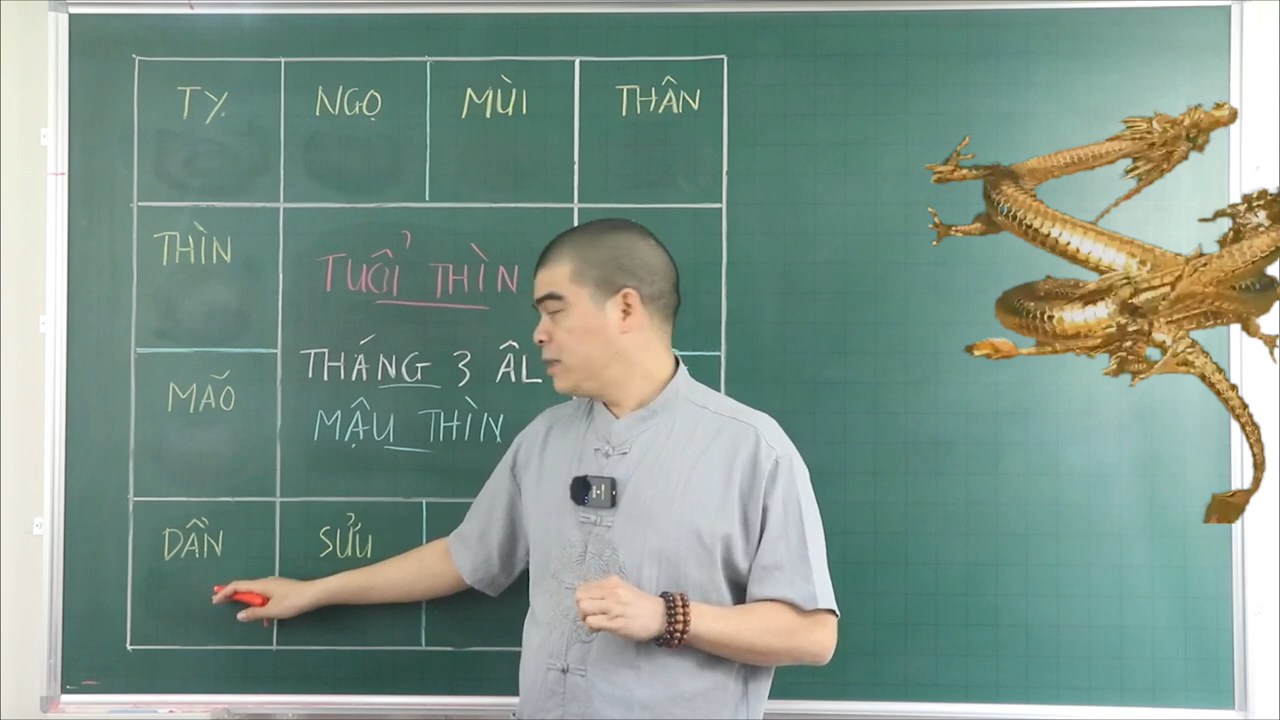 TỴ
NGỌ
MÙI
THÂN
THÌN
TUỔI THÌN
MÃO
THÁNG 3 ÂL
MẬU THÌN
DẦN
SỬU